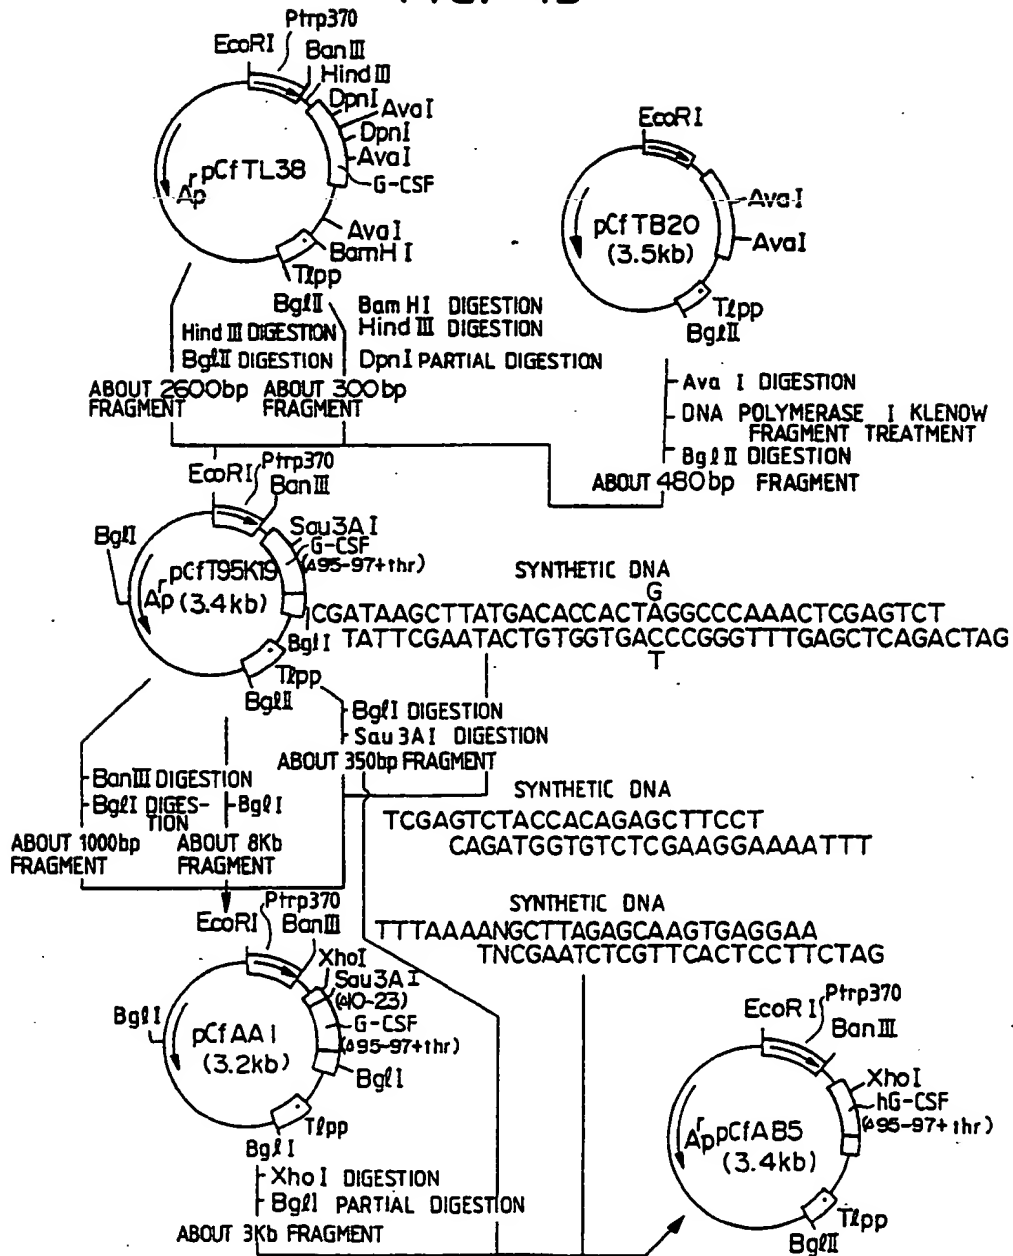 Ptrp370
EcoRI
BanIII
HindIII
DpnI
AvaI
DpnI
AvaI
G-CSF
pCfTL38
Apr
AvaI
BamHI
Tlpp
BglII
EcoRI
AvaI
pCfTB20
(3.5kb)
AvaI
Tlpp
BglII
HindIII DIGESTION
BglII DIGESTION
BamHI DIGESTION
HindIII DIGESTION
DpnI PARTIAL DIGESTION
ABOUT 2600bp
FRAGMENT
ABOUT 300bp
FRAGMENT
Ava I DIGESTION
DNA POLYMERASE I KLENOW
FRAGMENT TREATMENT
BglII DIGESTION
ABOUT 480bp FRAGMENT
EcoRI
Ptrp370
BanIII
BglI
Sau3AI
G-CSF
(Δ95-97+thr)
pCfT95K19
Apr
(3.4kb)
BglI
Tlpp
BglII
SYNTHETIC DNA
G
CGATAAGCTTATGACACCACTAGGCCCAAACTCGAGTCT
TATTCGAATACTGTGGTGACCCGGGTTTGAGCTCAGACTAG
T
BglI DIGESTION
Sau3AI DIGESTION
ABOUT 350bp FRAGMENT
BanIII DIGESTION
BglI DIGES-
TION
BglI
ABOUT 1000bp
FRAGMENT
ABOUT 8Kb
FRAGMENT
SYNTHETIC DNA
TCGAGTCTACCACAGAGCTTCCT
CAGATGGTGTCTCGAAGGAAAATTT
SYNTHETIC DNA
TTTAAAANGCTTAGAGCAAGTGAGGAA
TNCGAATCTCGTTCACTCCTTCTAG
EcoRI
Ptrp370
BanIII
XhoI
Sau3AI
(Δ10-23)
G-CSF
(Δ95-97+thr)
BglI
pCfAA1
(3.2kb)
BglI
Tlpp
BglI
XhoI DIGESTION
BglI PARTIAL DIGESTION
ABOUT 3Kb FRAGMENT
EcoRI
Ptrp370
BanIII
XhoI
hG-CSF
(Δ95-97+thr)
Apr
pCfAB5
(3.4kb)
Tlpp
BglII